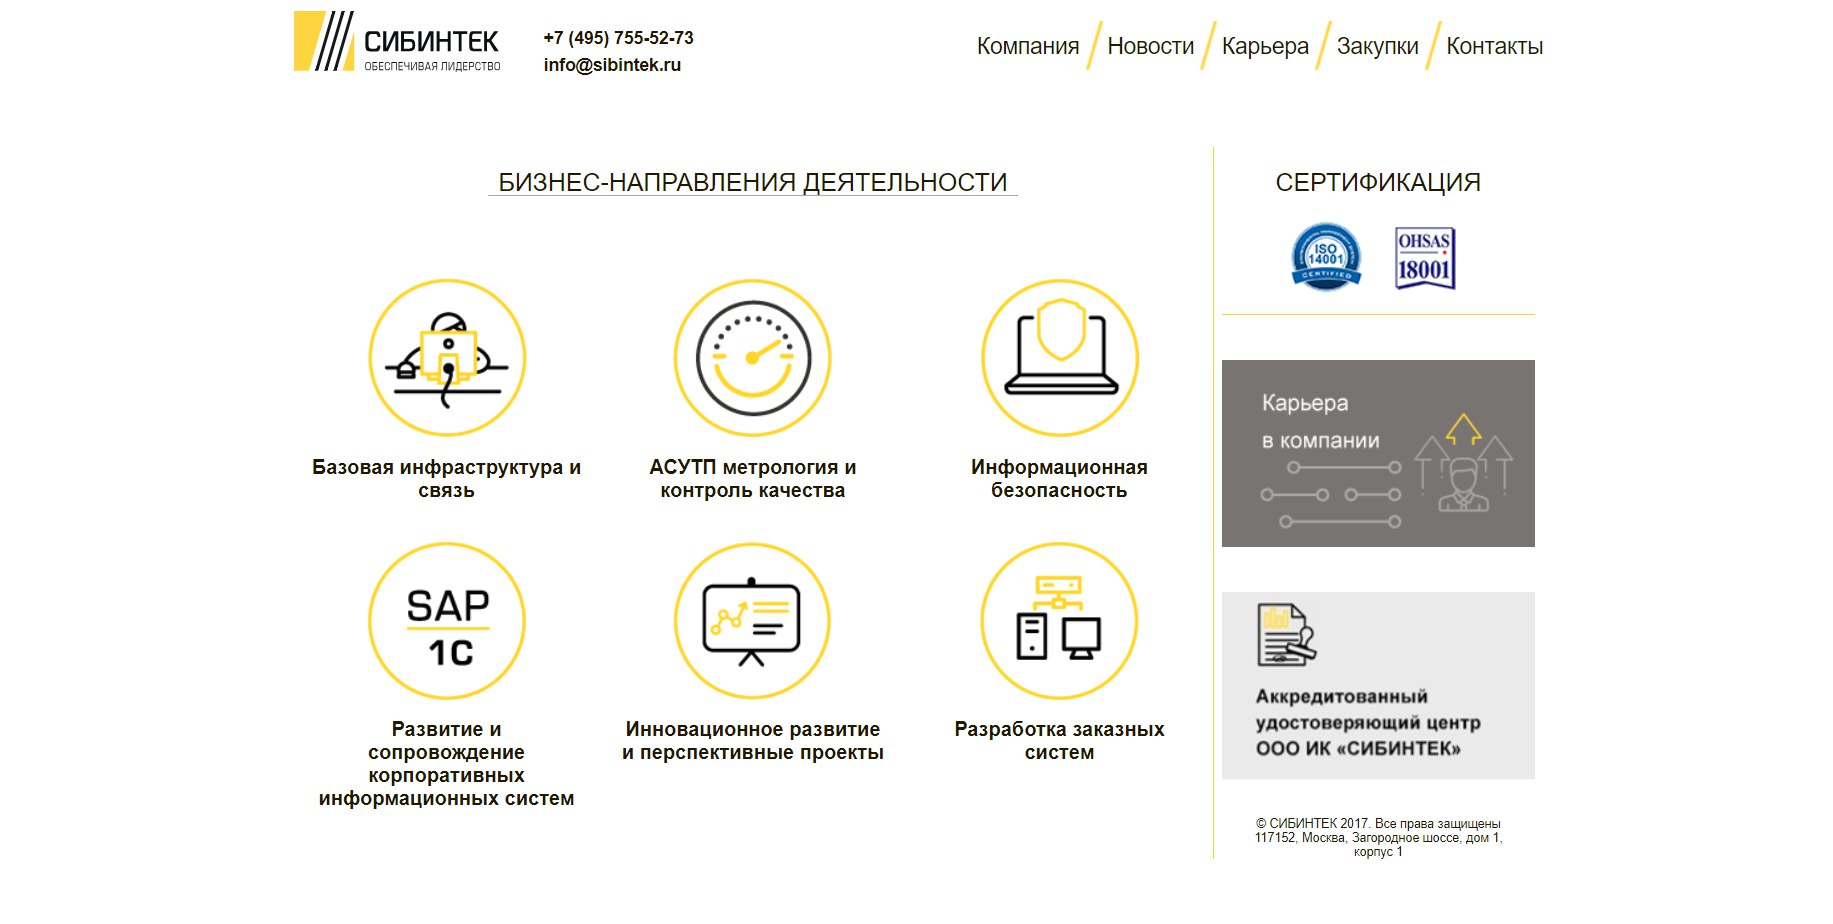 СИБИНТЕК
ОБЕСПЕЧИВАЯ ЛИДЕРСТВО
+7 (495) 755-52-73
info@sibintek.ru
Компания
Новости
Карьера
Закупки
Контакты
БИЗНЕС-НАПРАВЛЕНИЯ ДЕЯТЕЛЬНОСТИ
Базовая инфраструктура и
связь
АСУТП метрология и
контроль качества
Информационная
безопасность
SAP
1C
Развитие и
сопровождение
корпоративных
информационных систем
Инновационное развитие
и перспективные проекты
Разработка заказных
систем
СЕРТИФИКАЦИЯ
ISO
14001
CERTIFIED
OHSAS
18001
Карьера
в компании
Аккредитованный
удостоверяющий центр
ООО ИК «СИБИНТЕК»
© СИБИНТЕК 2017. Все права защищены
117152, Москва, Загородное шоссе, дом 1,
корпус 1